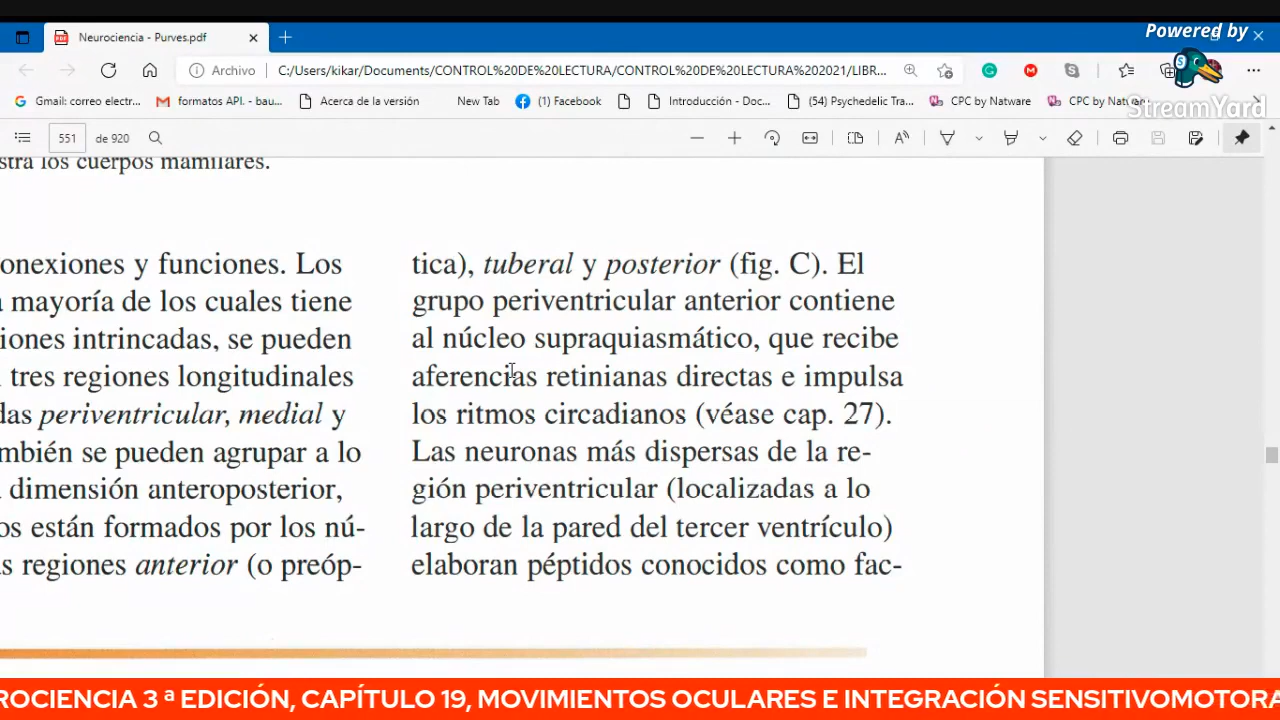 Powered by
StreamYard
Neurociencia - Purves.pdf
Archivo C:/Users/kikar/Documents/CONTROL%20DE%20LECTURA/CONTROL%20DE%20LECTURA%202021/LIBR...
Gmail: correo electr... formatos API. - bau... Acerca de la versión New Tab (1) Facebook Introducción - Doc... (54) Psychedelic Tra... CPC by Natware CPC by Natware
551 de 920
stra los cuerpos mamilares.
onexiones y funciones. Los
a mayoría de los cuales tiene
iones intrincadas, se pueden
n tres regiones longitudinales
das periventricular, medial y
mbién se pueden agrupar a lo
a dimensión anteroposterior,
os están formados por los nú-
s regiones anterior (o preóp-
tica), tuberal y posterior (fig. C). El
grupo periventricular anterior contiene
al núcleo supraquiasmático, que recibe
aferencias retinianas directas e impulsa
los ritmos circadianos (véase cap. 27).
Las neuronas más dispersas de la re-
gión periventricular (localizadas a lo
largo de la pared del tercer ventrículo)
elaboran péptidos conocidos como fac-
ROCIENCIA 3 ª EDICIÓN, CAPÍTULO 19, MOVIMIENTOS OCULARES E INTEGRACIÓN SENSITIVOMOTORA